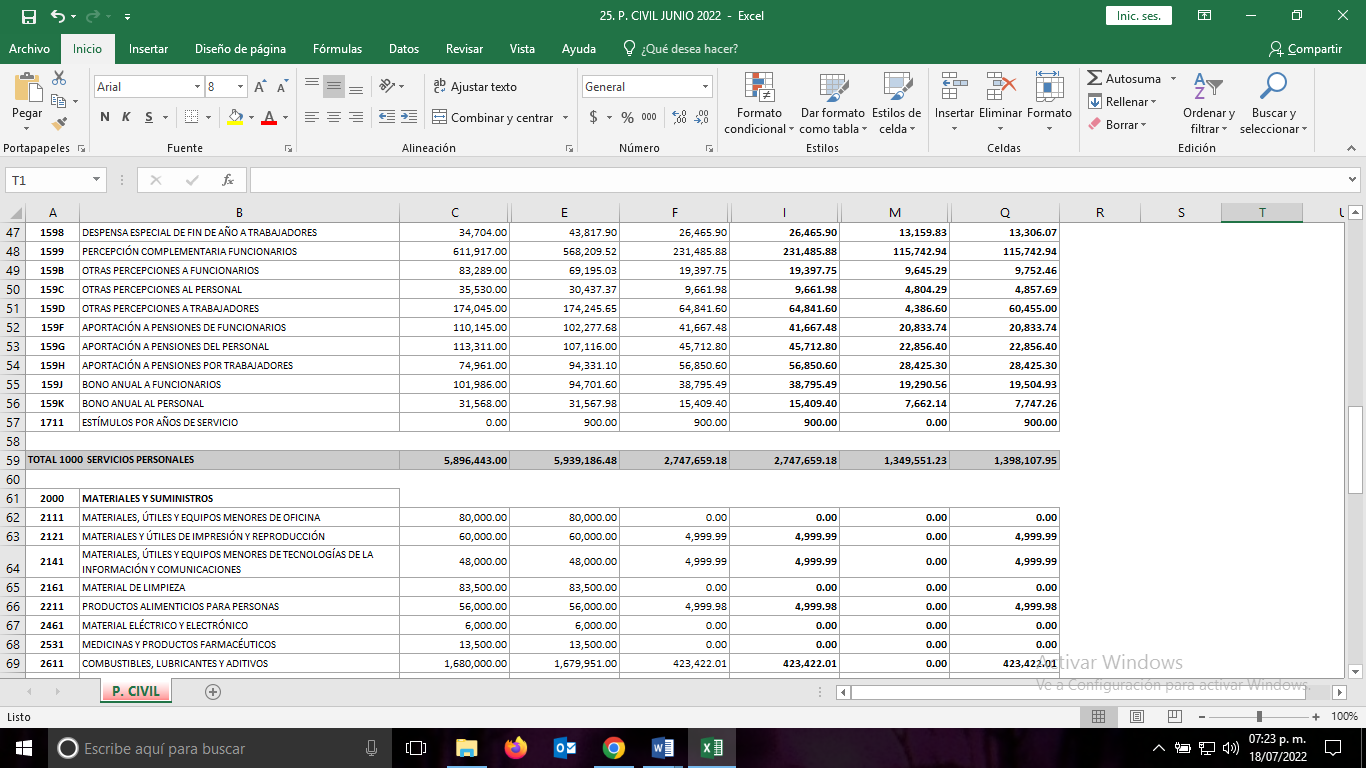 25. P. CIVIL JUNIO 2022 - Excel
Inic. ses.
Archivo Inicio Insertar Diseño de página Fórmulas Datos Revisar Vista Ayuda ¿Qué desea hacer? Compartir
Pegar
Arial 8
N K S
Ajustar texto
Combinar y centrar
General
$ % 000
Formato condicional
Dar formato como tabla
Estilos de celda
Insertar Eliminar Formato
Autosuma
Rellenar
Borrar
Ordenar y filtrar
Buscar y seleccionar
Portapapeles Fuente Alineación Número Estilos Celdas Edición
T1 fx
A B C E F I M Q R S T U
47 1598 DESPENSA ESPECIAL DE FIN DE AÑO A TRABAJADORES 34,704.00 43,817.90 26,465.90 26,465.90 13,159.83 13,306.07
48 1599 PERCEPCIÓN COMPLEMENTARIA FUNCIONARIOS 611,917.00 568,209.52 231,485.88 231,485.88 115,742.94 115,742.94
49 159B OTRAS PERCEPCIONES A FUNCIONARIOS 83,289.00 69,195.03 19,397.75 19,397.75 9,645.29 9,752.46
50 159C OTRAS PERCEPCIONES AL PERSONAL 35,530.00 30,437.37 9,661.98 9,661.98 4,804.29 4,857.69
51 159D OTRAS PERCEPCIONES A TRABAJADORES 174,045.00 174,245.65 64,841.60 64,841.60 4,386.60 60,455.00
52 159F APORTACIÓN A PENSIONES DE FUNCIONARIOS 110,145.00 102,277.68 41,667.48 41,667.48 20,833.74 20,833.74
53 159G APORTACIÓN A PENSIONES DEL PERSONAL 113,311.00 107,116.00 45,712.80 45,712.80 22,856.40 22,856.40
54 159H APORTACIÓN A PENSIONES POR TRABAJADORES 74,961.00 94,331.10 56,850.60 56,850.60 28,425.30 28,425.30
55 159J BONO ANUAL A FUNCIONARIOS 101,986.00 94,701.60 38,795.49 38,795.49 19,290.56 19,504.93
56 159K BONO ANUAL AL PERSONAL 31,568.00 31,567.98 15,409.40 15,409.40 7,662.14 7,747.26
57 1711 ESTÍMULOS POR AÑOS DE SERVICIO 0.00 900.00 900.00 900.00 0.00 900.00
58
59 TOTAL 1000 SERVICIOS PERSONALES 5,896,443.00 5,939,186.48 2,747,659.18 2,747,659.18 1,349,551.23 1,398,107.95
60
61 2000 MATERIALES Y SUMINISTROS
62 2111 MATERIALES, ÚTILES Y EQUIPOS MENORES DE OFICINA 80,000.00 80,000.00 0.00 0.00 0.00 0.00
63 2121 MATERIALES Y ÚTILES DE IMPRESIÓN Y REPRODUCCIÓN 60,000.00 60,000.00 4,999.99 4,999.99 0.00 4,999.99
64 2141 MATERIALES, ÚTILES Y EQUIPOS MENORES DE TECNOLOGÍAS DE LA
INFORMACIÓN Y COMUNICACIONES 48,000.00 48,000.00 4,999.99 4,999.99 0.00 4,999.99
65 2161 MATERIAL DE LIMPIEZA 83,500.00 83,500.00 0.00 0.00 0.00 0.00
66 2211 PRODUCTOS ALIMENTICIOS PARA PERSONAS 56,000.00 56,000.00 4,999.98 4,999.98 0.00 4,999.98
67 2461 MATERIAL ELÉCTRICO Y ELECTRÓNICO 6,000.00 6,000.00 0.00 0.00 0.00 0.00
68 2531 MEDICINAS Y PRODUCTOS FARMACÉUTICOS 13,500.00 13,500.00 0.00 0.00 0.00 0.00
69 2611 COMBUSTIBLES, LUBRICANTES Y ADITIVOS 1,680,000.00 1,679,951.00 423,422.01 423,422.01 0.00 423,422.01
Activar Windows
Ve a Configuración para activar Windows.
P. CIVIL
Listo 100%
Escribe aquí para buscar
07:23 p. m.
18/07/2022